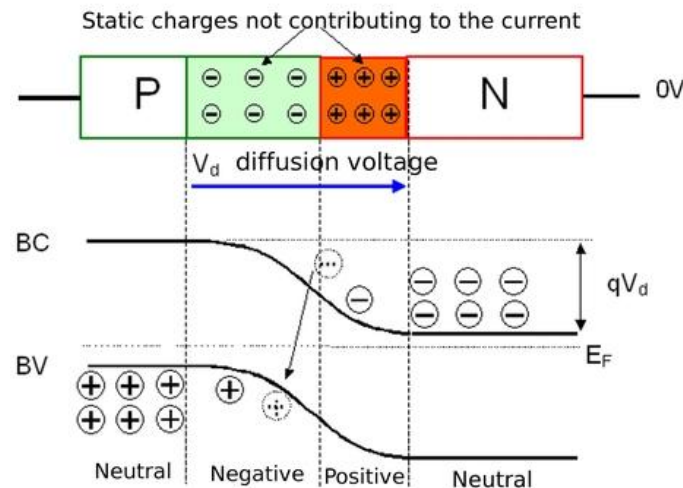 Static charges not contributing to the current
P
N
0V
Vd diffusion voltage
BC
qVd
EF
BV
Neutral
Negative
Positive
Neutral